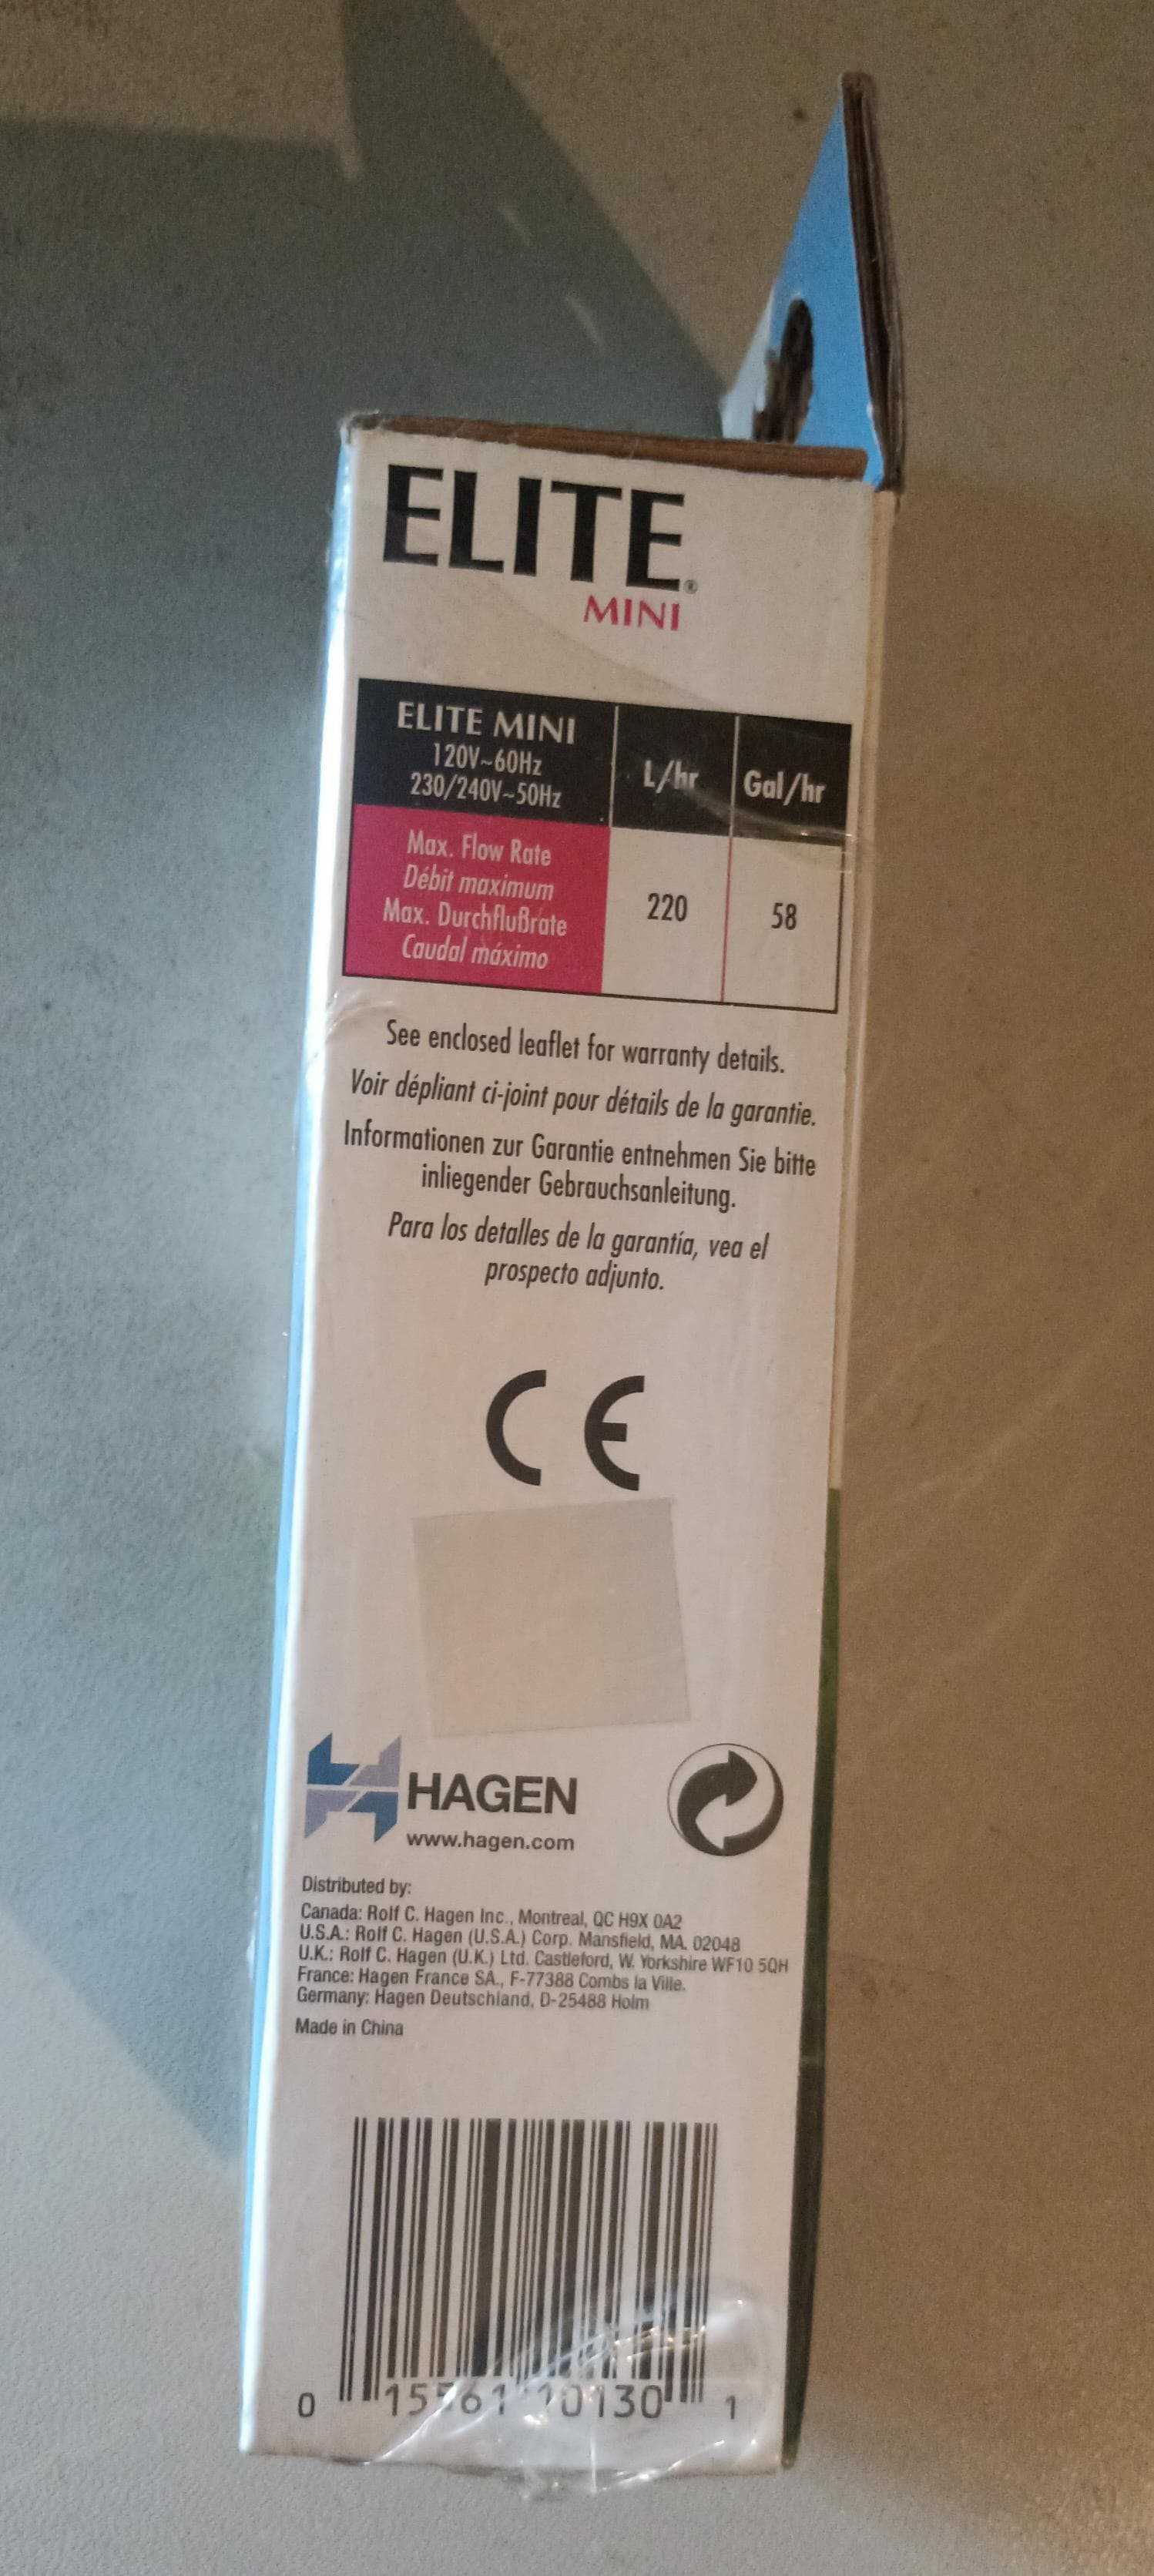 ELITE®
MINI
ELITE MINI
120V~60Hz
230/240V~50Hz
L/hr
Gal/hr
Max. Flow Rate
Débit maximum
Max. Durchflußrate
Caudal máximo
220
58
See enclosed leaflet for warranty details.
Voir dépliant ci-joint pour détails de la garantie.
Informationen zur Garantie entnehmen Sie bitte
inliegender Gebrauchsanleitung.
Para los detalles de la garantía, vea el
prospecto adjunto.
CE
HAGEN
www.hagen.com
Distributed by:
Canada: Rolf C. Hagen Inc., Montreal, QC H9X 0A2
U.S.A.: Rolf C. Hagen (U.S.A.) Corp. Mansfield, MA. 02048
U.K.: Rolf C. Hagen (U.K.) Ltd. Castleford, W. Yorkshire WF10 5QH
France: Hagen France SA., F-77388 Combs la Ville.
Germany: Hagen Deutschland, D-25488 Holm
Made in China
0 15561 10130 1